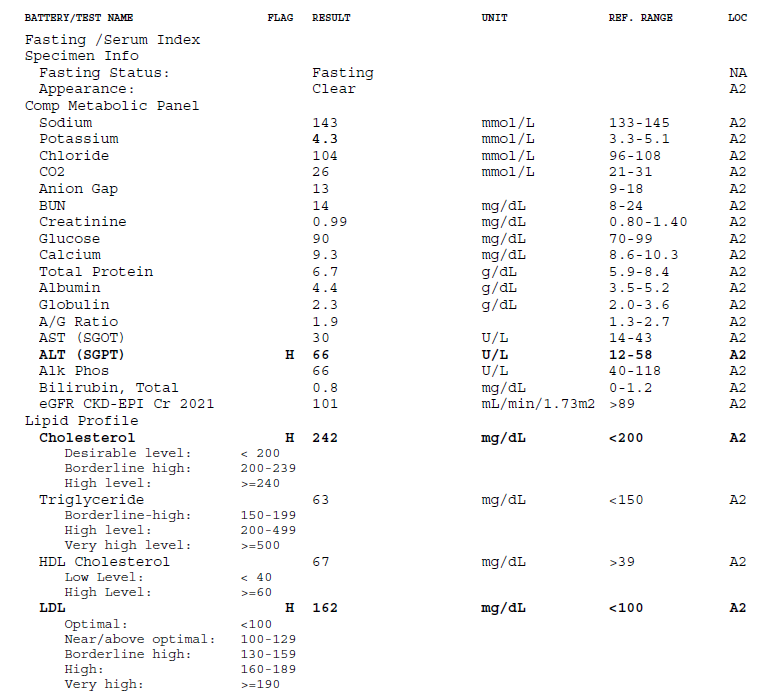 BATTERY/TEST NAME FLAG RESULT UNIT REF. RANGE LOC
Fasting /Serum Index
Specimen Info
Fasting Status: Fasting NA
Appearance: Clear A2
Comp Metabolic Panel
Sodium 143 mmol/L 133-145 A2
Potassium 4.3 mmol/L 3.3-5.1 A2
Chloride 104 mmol/L 96-108 A2
CO2 26 mmol/L 21-31 A2
Anion Gap 13 9-18 A2
BUN 14 mg/dL 8-24 A2
Creatinine 0.99 mg/dL 0.80-1.40 A2
Glucose 90 mg/dL 70-99 A2
Calcium 9.3 mg/dL 8.6-10.3 A2
Total Protein 6.7 g/dL 5.9-8.4 A2
Albumin 4.4 g/dL 3.5-5.2 A2
Globulin 2.3 g/dL 2.0-3.6 A2
A/G Ratio 1.9 1.3-2.7 A2
AST (SGOT) 30 U/L 14-43 A2
ALT (SGPT) H 66 U/L 12-58 A2
Alk Phos 66 U/L 40-118 A2
Bilirubin, Total 0.8 mg/dL 0-1.2 A2
eGFR CKD-EPI Cr 2021 101 mL/min/1.73m2 >89 A2
Lipid Profile
Cholesterol H 242 mg/dL <200 A2
Desirable level: < 200
Borderline high: 200-239
High level: >=240
Triglyceride 63 mg/dL <150 A2
Borderline-high: 150-199
High level: 200-499
Very high level: >=500
HDL Cholesterol 67 mg/dL >39 A2
Low Level: < 40
High Level: >=60
LDL H 162 mg/dL <100 A2
Optimal: <100
Near/above optimal: 100-129
Borderline high: 130-159
High: 160-189
Very high: >=190